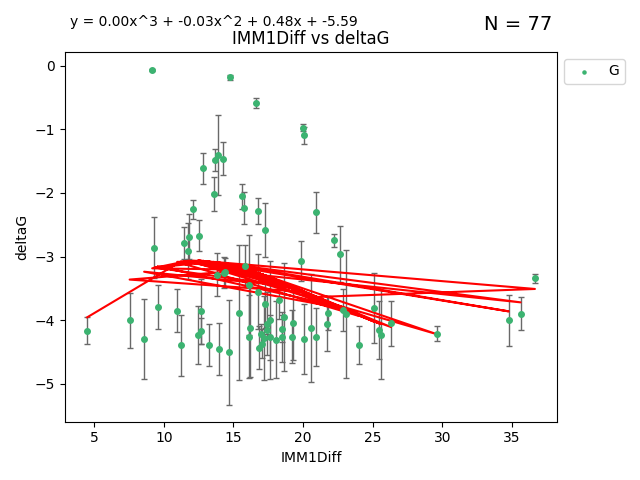 y = 0.00x^3 + -0.03x^2 + 0.48x + -5.59
N = 77
IMM1Diff vs deltaG
G
deltaG
0
−1
−2
−3
−4
−5
5 10 15 20 25 30 35
IMM1Diff